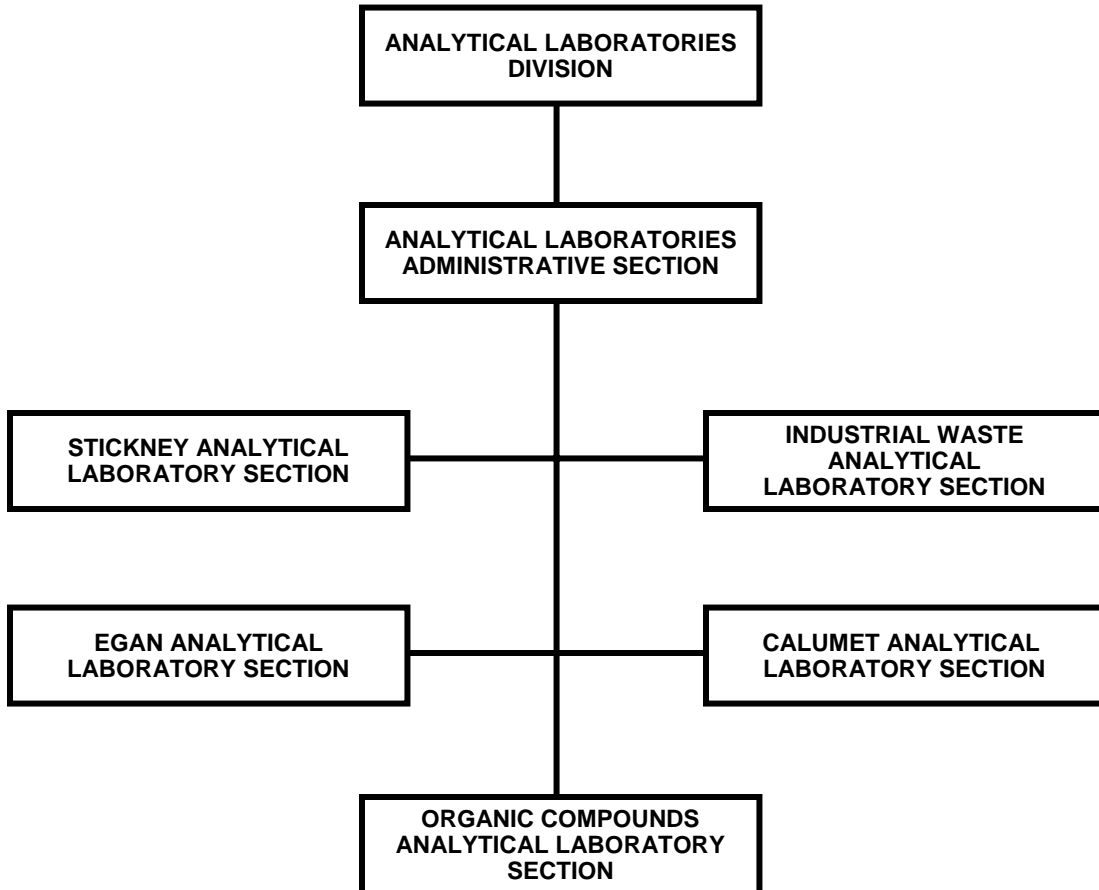 ANALYTICAL LABORATORIES
DIVISION
ANALYTICAL LABORATORIES
ADMINISTRATIVE SECTION
STICKNEY ANALYTICAL
LABORATORY SECTION
INDUSTRIAL WASTE
ANALYTICAL
LABORATORY SECTION
EGAN ANALYTICAL
LABORATORY SECTION
CALUMET ANALYTICAL
LABORATORY SECTION
ORGANIC COMPOUNDS
ANALYTICAL LABORATORY
SECTION